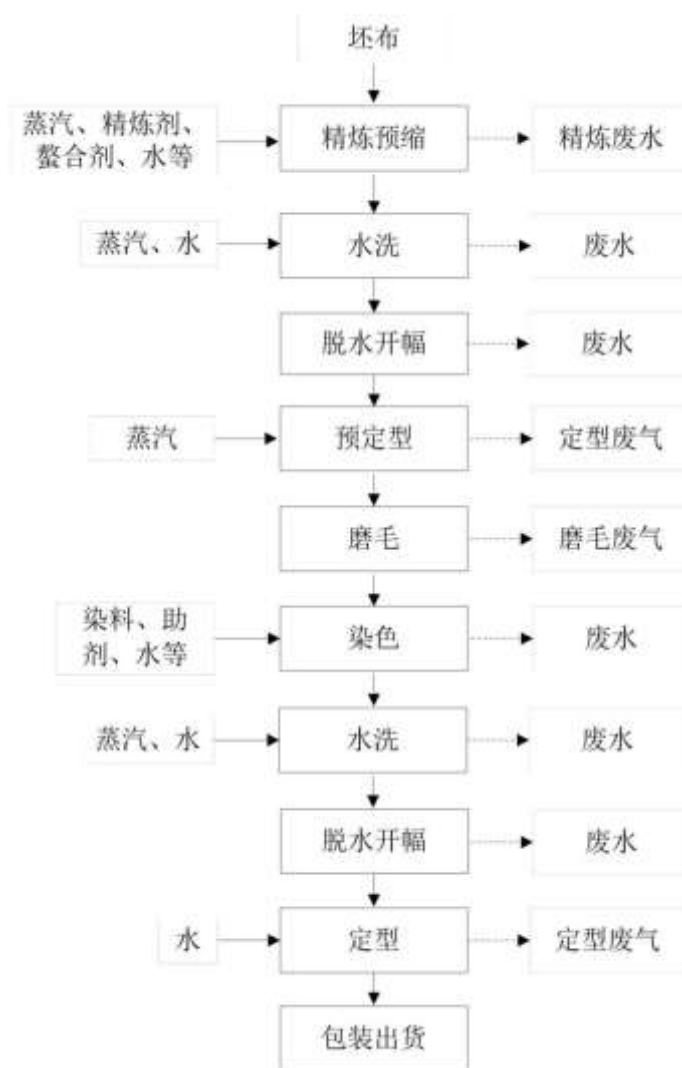 坯布
蒸汽、精炼剂、
螯合剂、水等
精炼预缩
精炼废水
蒸汽、水
水洗
废水
脱水开幅
废水
蒸汽
预定型
定型废气
磨毛
磨毛废气
染料、助
剂、水等
染色
废水
蒸汽、水
水洗
废水
脱水开幅
废水
水
定型
定型废气
包装出货